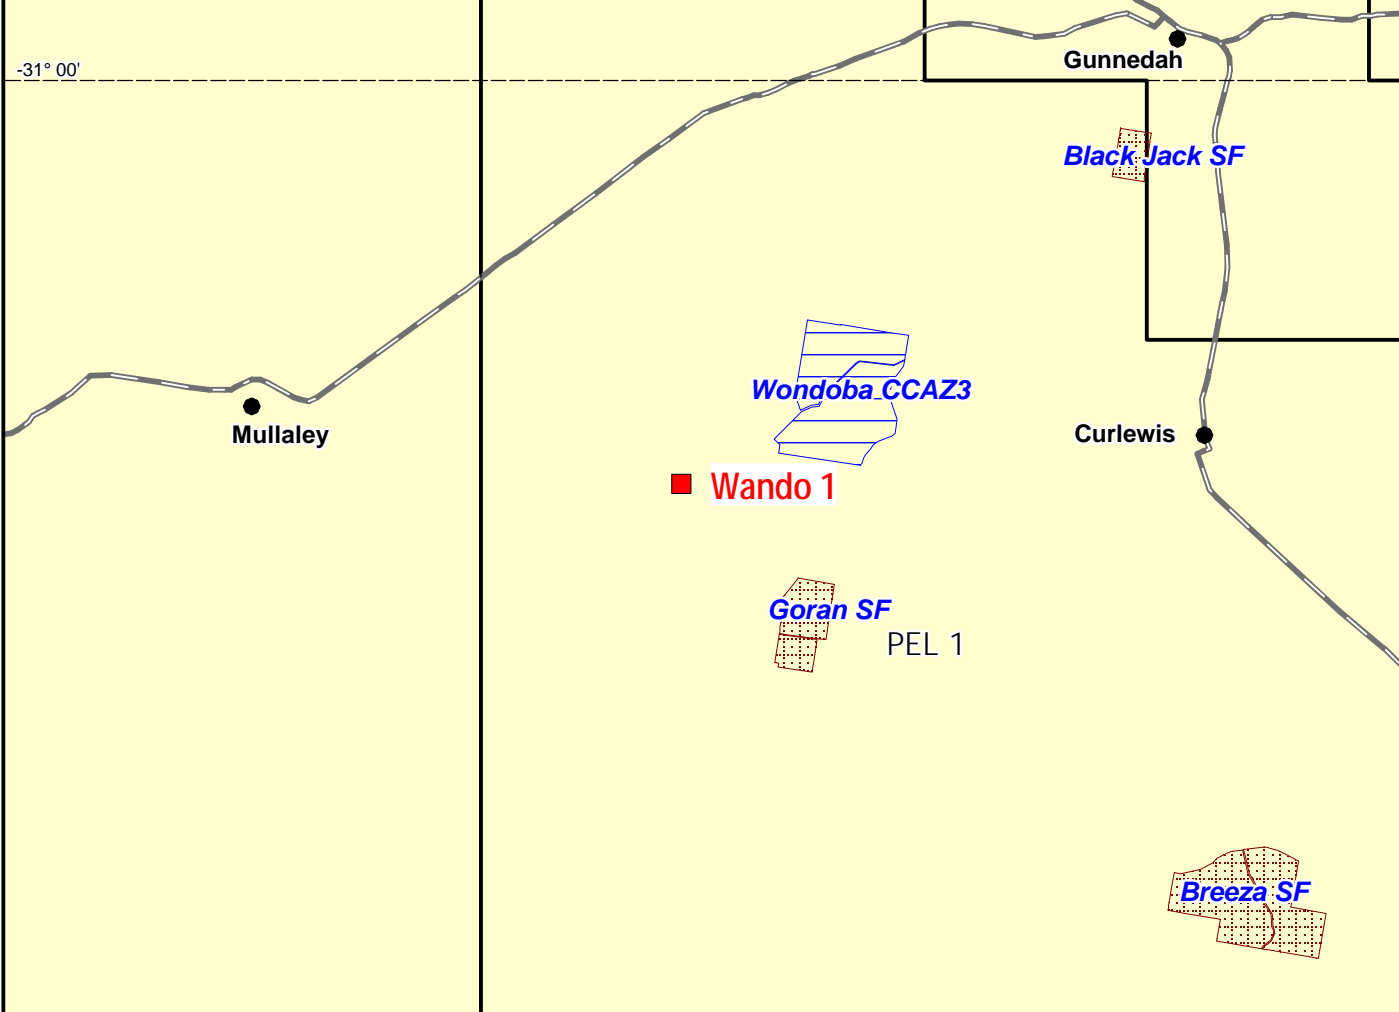 Gunnedah
-31° 00'
Black Jack SF
Wondoba CCAZ3
Mullaley
Curlewis
Wando 1
Goran SF
PEL 1
Breeza SF